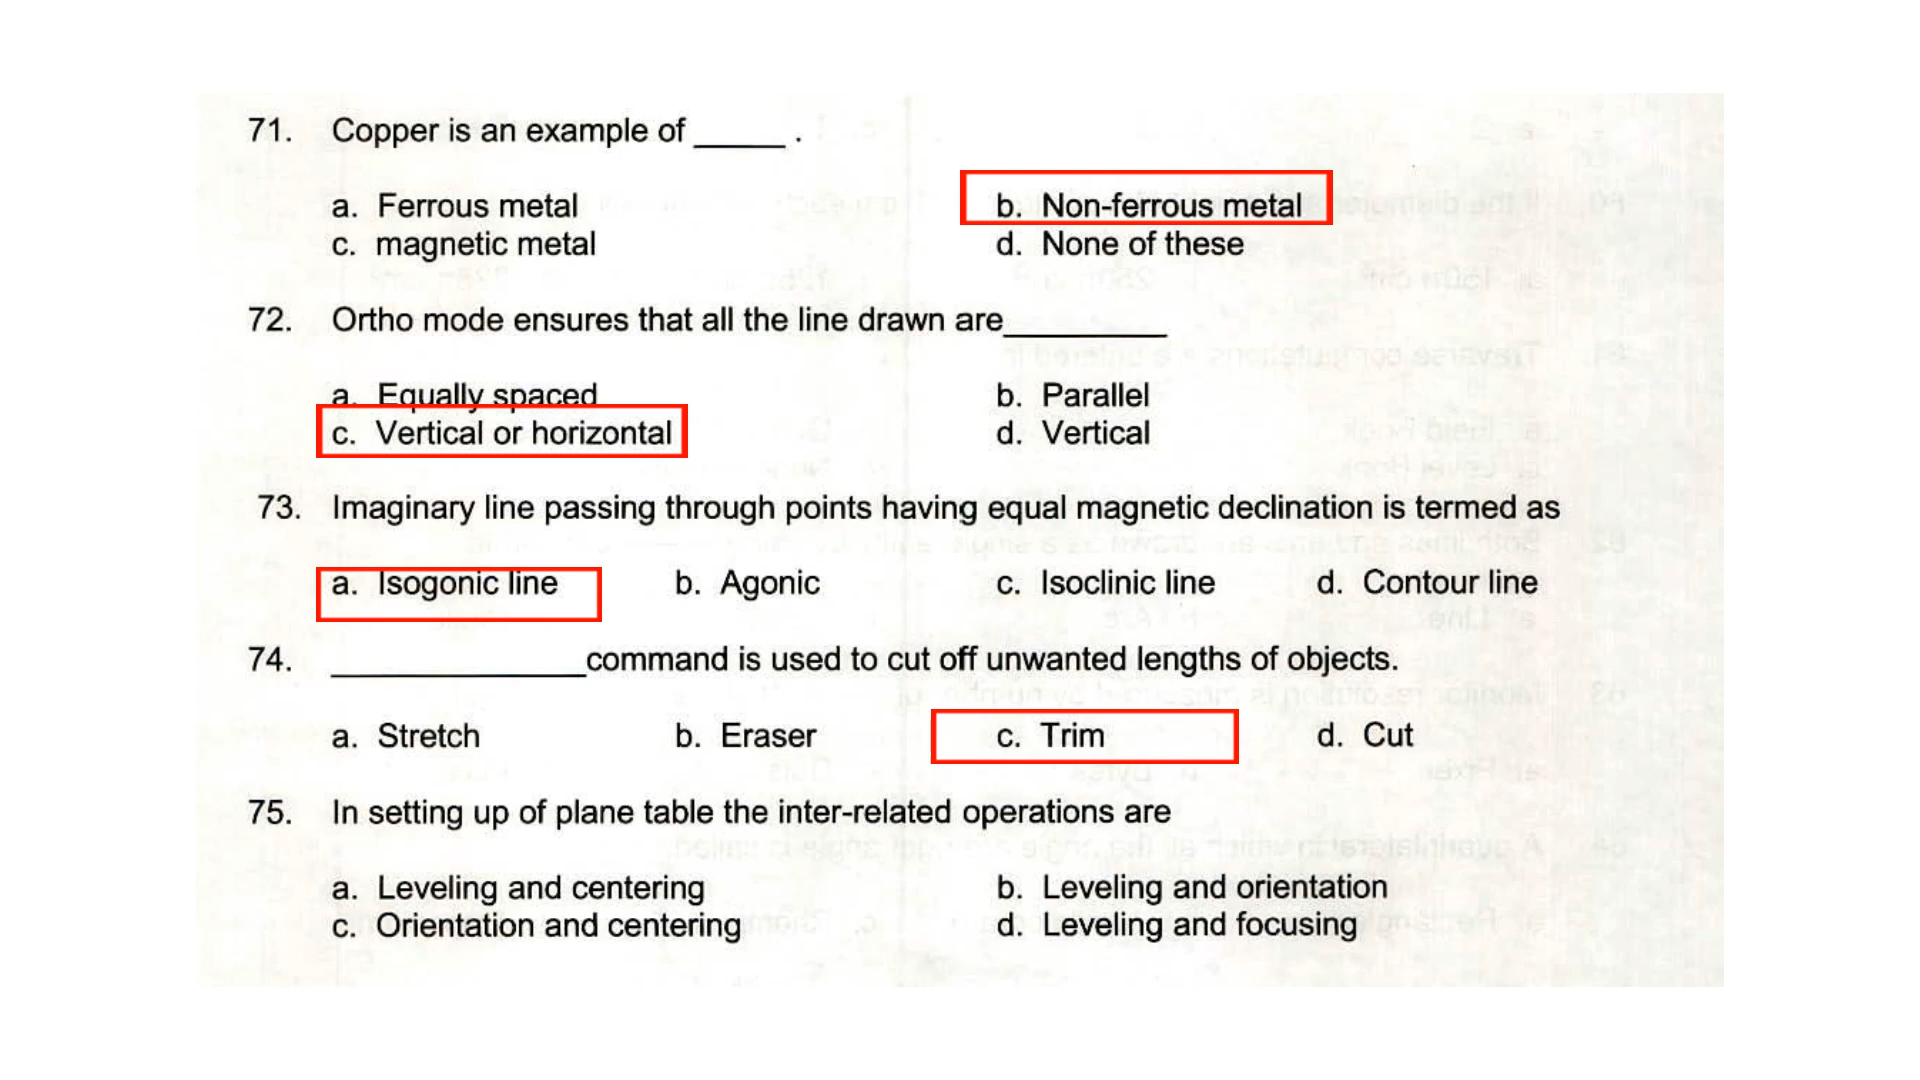 71. Copper is an example of _____ .
a. Ferrous metal b. Non-ferrous metal
c. magnetic metal d. None of these
72. Ortho mode ensures that all the line drawn are_________
a. Equally spaced b. Parallel
c. Vertical or horizontal d. Vertical
73. Imaginary line passing through points having equal magnetic declination is termed as
a. Isogonic line b. Agonic c. Isoclinic line d. Contour line
74. ______________command is used to cut off unwanted lengths of objects.
a. Stretch b. Eraser c. Trim d. Cut
75. In setting up of plane table the inter-related operations are
a. Leveling and centering b. Leveling and orientation
c. Orientation and centering d. Leveling and focusing